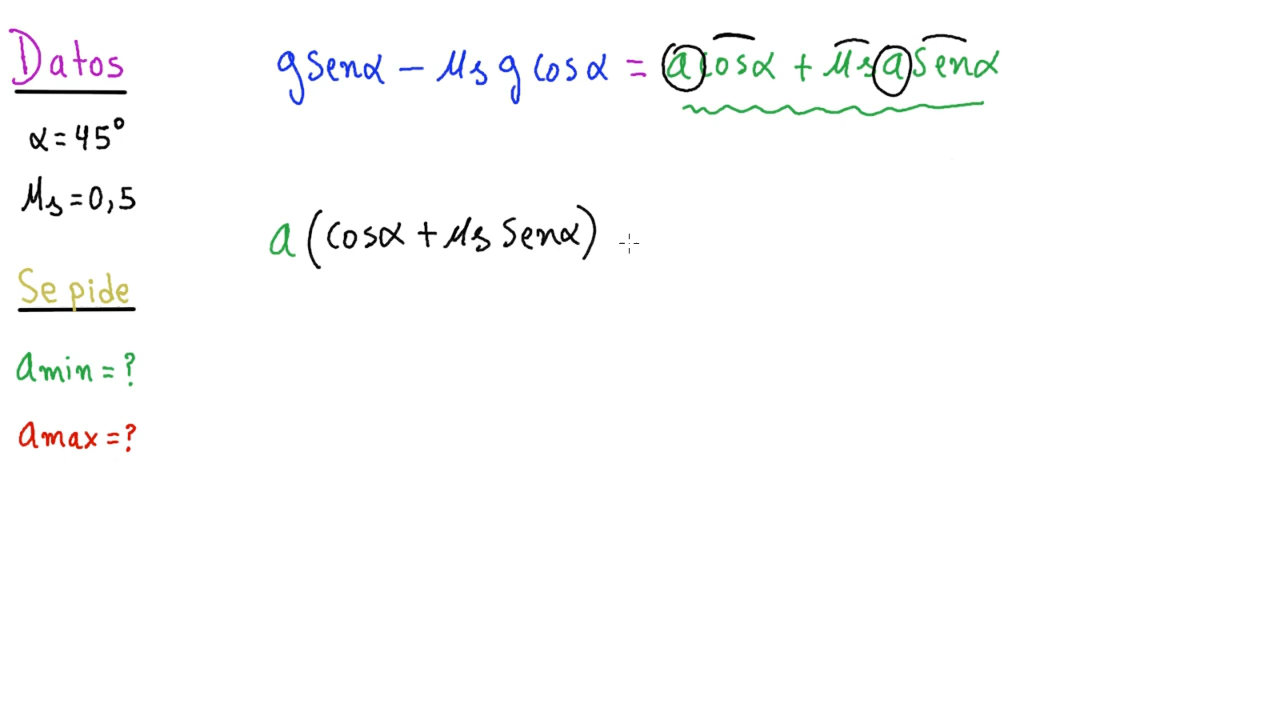 Datos
α = 45°
μs = 0,5
Se pide
amin = ?
amax = ?
gsenα − μs g cosα = a cosα + μs a senα
a (cosα + μs senα)